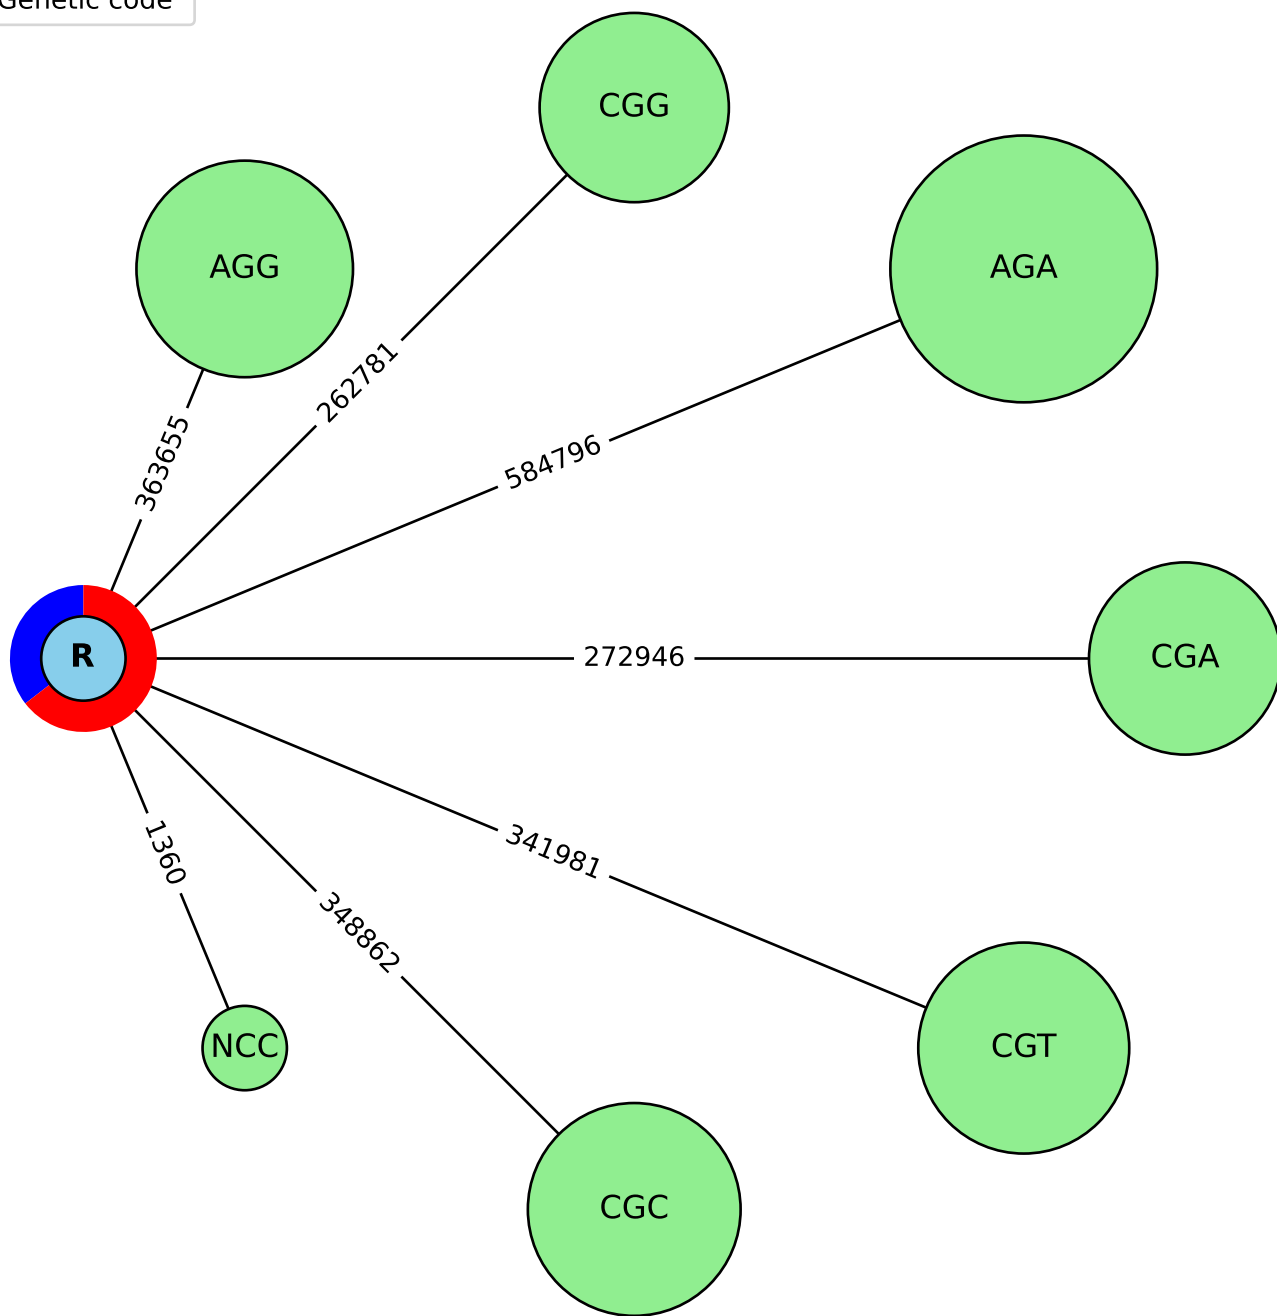 Genetic code
CGG
AGG
AGA
262781
363655
584796
R
272946
CGA
341981
1360
348862
NCC
CGT
CGC